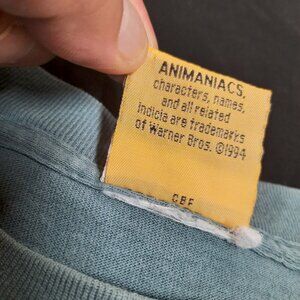 ANIMANIACS,
characters, names,
and all related
indicia are trademarks
of Warner Bros. ©1994
CBF